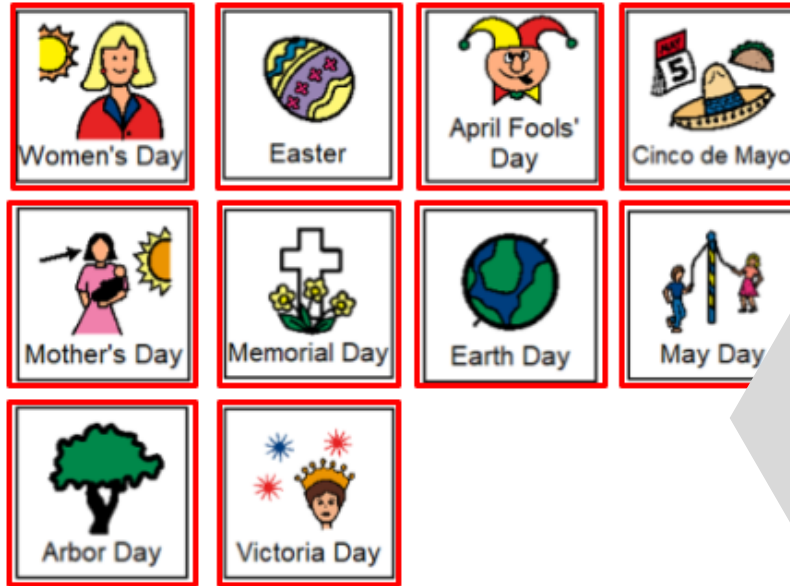 Women's Day
Easter
April Fools'
Day
MAY
5
Cinco de Mayo
Mother's Day
Memorial Day
Earth Day
May Day
Arbor Day
Victoria Day